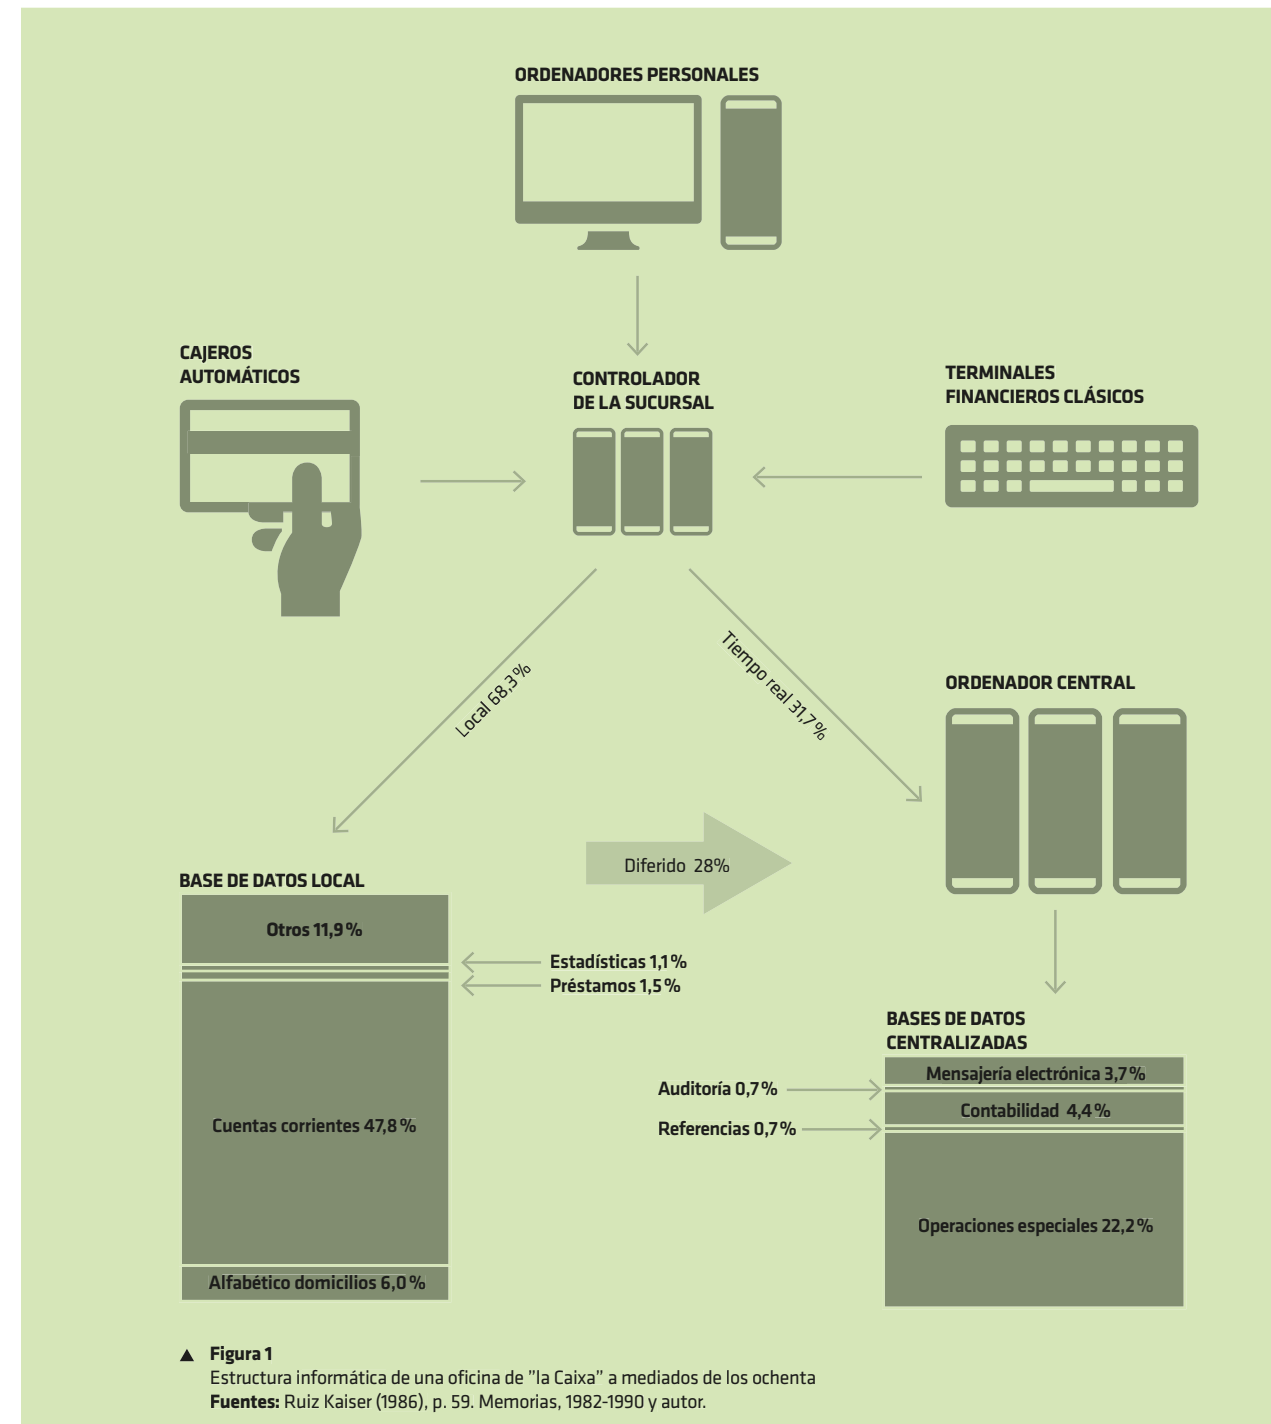 ORDENADORES PERSONALES
CAJEROS
AUTOMÁTICOS
CONTROLADOR
DE LA SUCURSAL
TERMINALES
FINANCIEROS CLÁSICOS
Local 68,3%
Tiempo real 31,7%
ORDENADOR CENTRAL
Diferido 28%
BASE DE DATOS LOCAL
Otros 11,9%
Estadísticas 1,1%
Préstamos 1,5%
Cuentas corrientes 47,8%
Alfabético domicilios 6,0%
BASES DE DATOS
CENTRALIZADAS
Mensajería electrónica 3,7%
Auditoría 0,7%
Contabilidad 4,4%
Referencias 0,7%
Operaciones especiales 22,2%
▲ Figura 1
Estructura informática de una oficina de ”la Caixa” a mediados de los ochenta
Fuentes: Ruiz Kaiser (1986), p. 59. Memorias, 1982-1990 y autor.